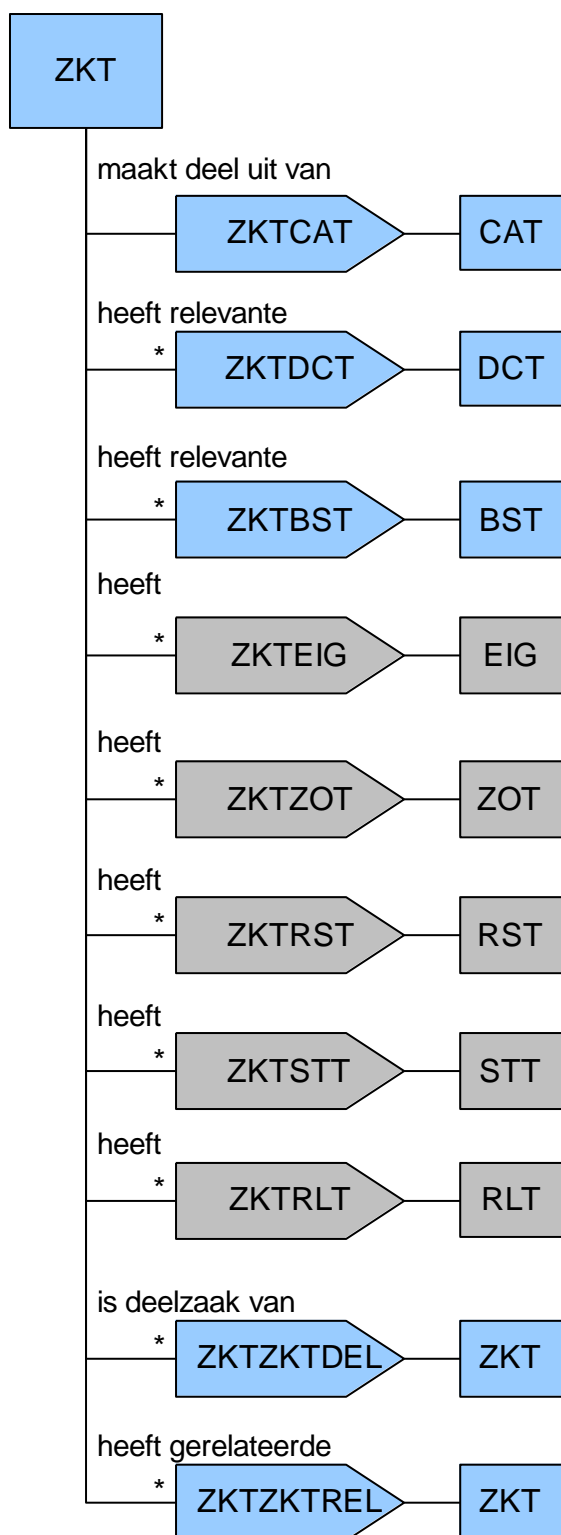 ZKT
maakt deel uit van
ZKTCAT CAT
heeft relevante
* ZKTDCT DCT
heeft relevante
* ZKTBST BST
heeft
* ZKTEIG EIG
heeft
* ZKTZOT ZOT
heeft
* ZKTRST RST
heeft
* ZKTSTT STT
heeft
* ZKTRLT RLT
is deelzaak van
* ZKTZKTDEL ZKT
heeft gerelateerde
* ZKTZKTREL ZKT